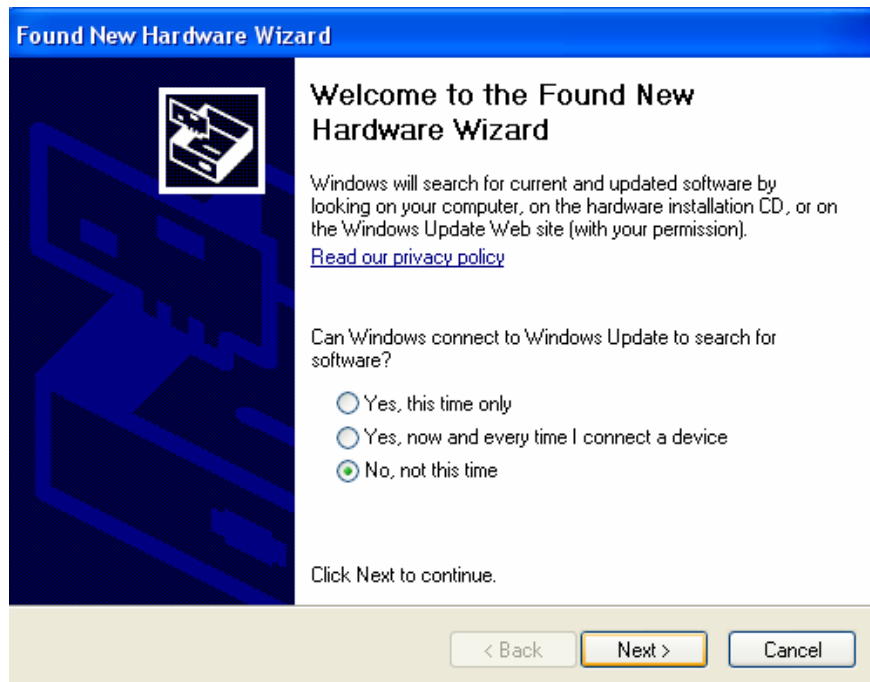 Found New Hardware Wizard
Welcome to the Found New
Hardware Wizard
Windows will search for current and updated software by
looking on your computer, on the hardware installation CD, or on
the Windows Update Web site (with your permission).
Read our privacy policy
Can Windows connect to Windows Update to search for
software?
Yes, this time only
Yes, now and every time I connect a device
No, not this time
Click Next to continue.
< Back Next > Cancel